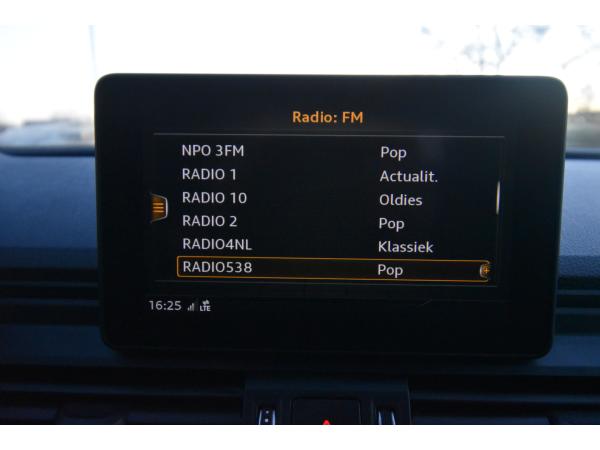 Radio: FM
NPO 3FM Pop
RADIO 1 Actualit.
RADIO 10 Oldies
RADIO 2 Pop
RADIO4NL Klassiek
RADIO538 Pop
16:25 LTE